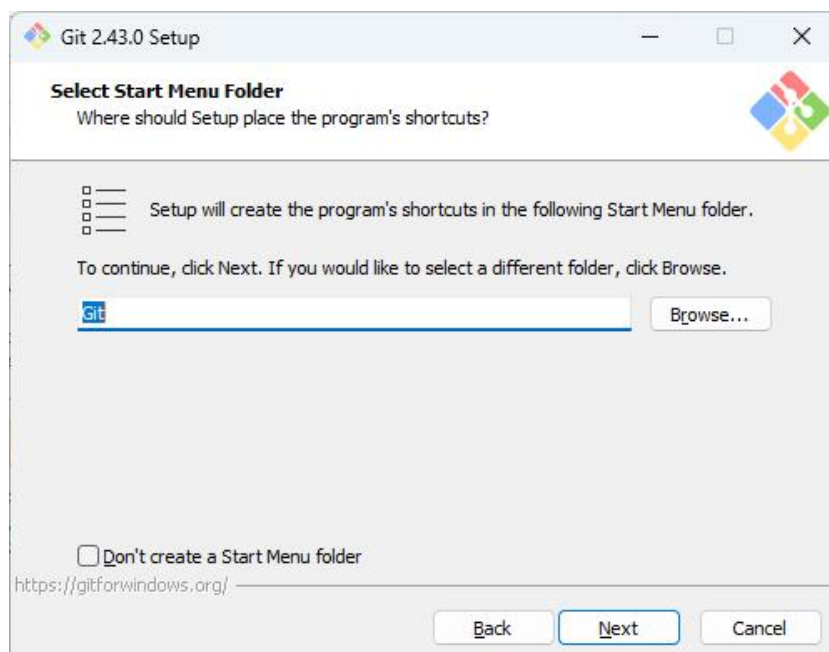 Git 2.43.0 Setup
Select Start Menu Folder
Where should Setup place the program's shortcuts?
Setup will create the program's shortcuts in the following Start Menu folder.
To continue, click Next. If you would like to select a different folder, click Browse.
Git
Browse...
Don't create a Start Menu folder
https://gitforwindows.org/
Back Next Cancel